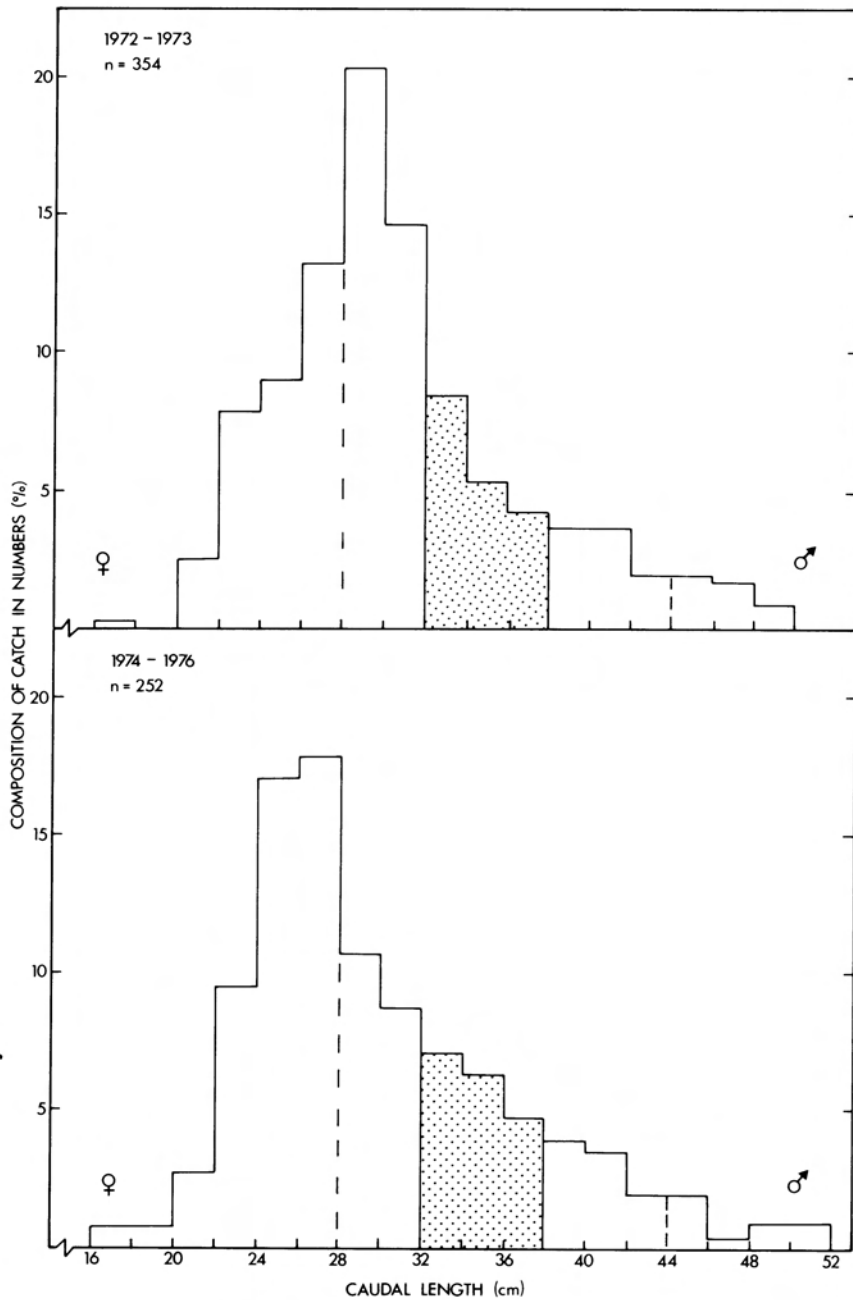 1972 – 1973
n = 354
20
15
10
5
♀
♂
COMPOSITION OF CATCH IN NUMBERS (%)
1974 – 1976
n = 252
20
15
10
5
♀
♂
16 20 24 28 32 36 40 44 48 52
CAUDAL LENGTH (cm)